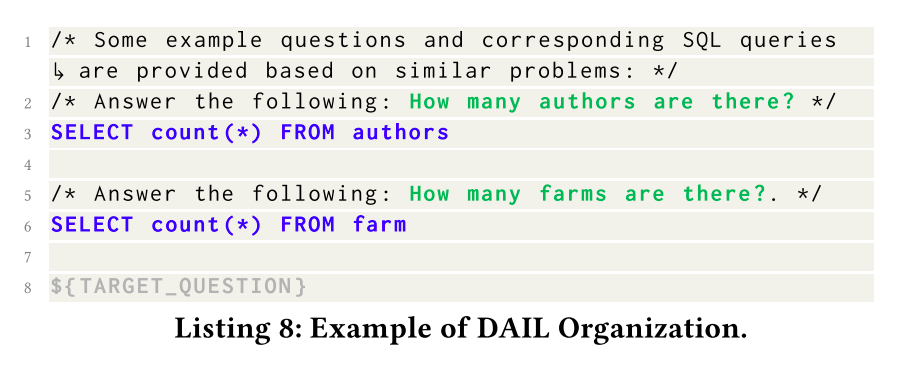 1 /* Some example questions and corresponding SQL queries
↳ are provided based on similar problems: */
2 /* Answer the following: How many authors are there? */
3 SELECT count(*) FROM authors
4
5 /* Answer the following: How many farms are there?. */
6 SELECT count(*) FROM farm
7
8 ${TARGET_QUESTION}
Listing 8: Example of DAIL Organization.